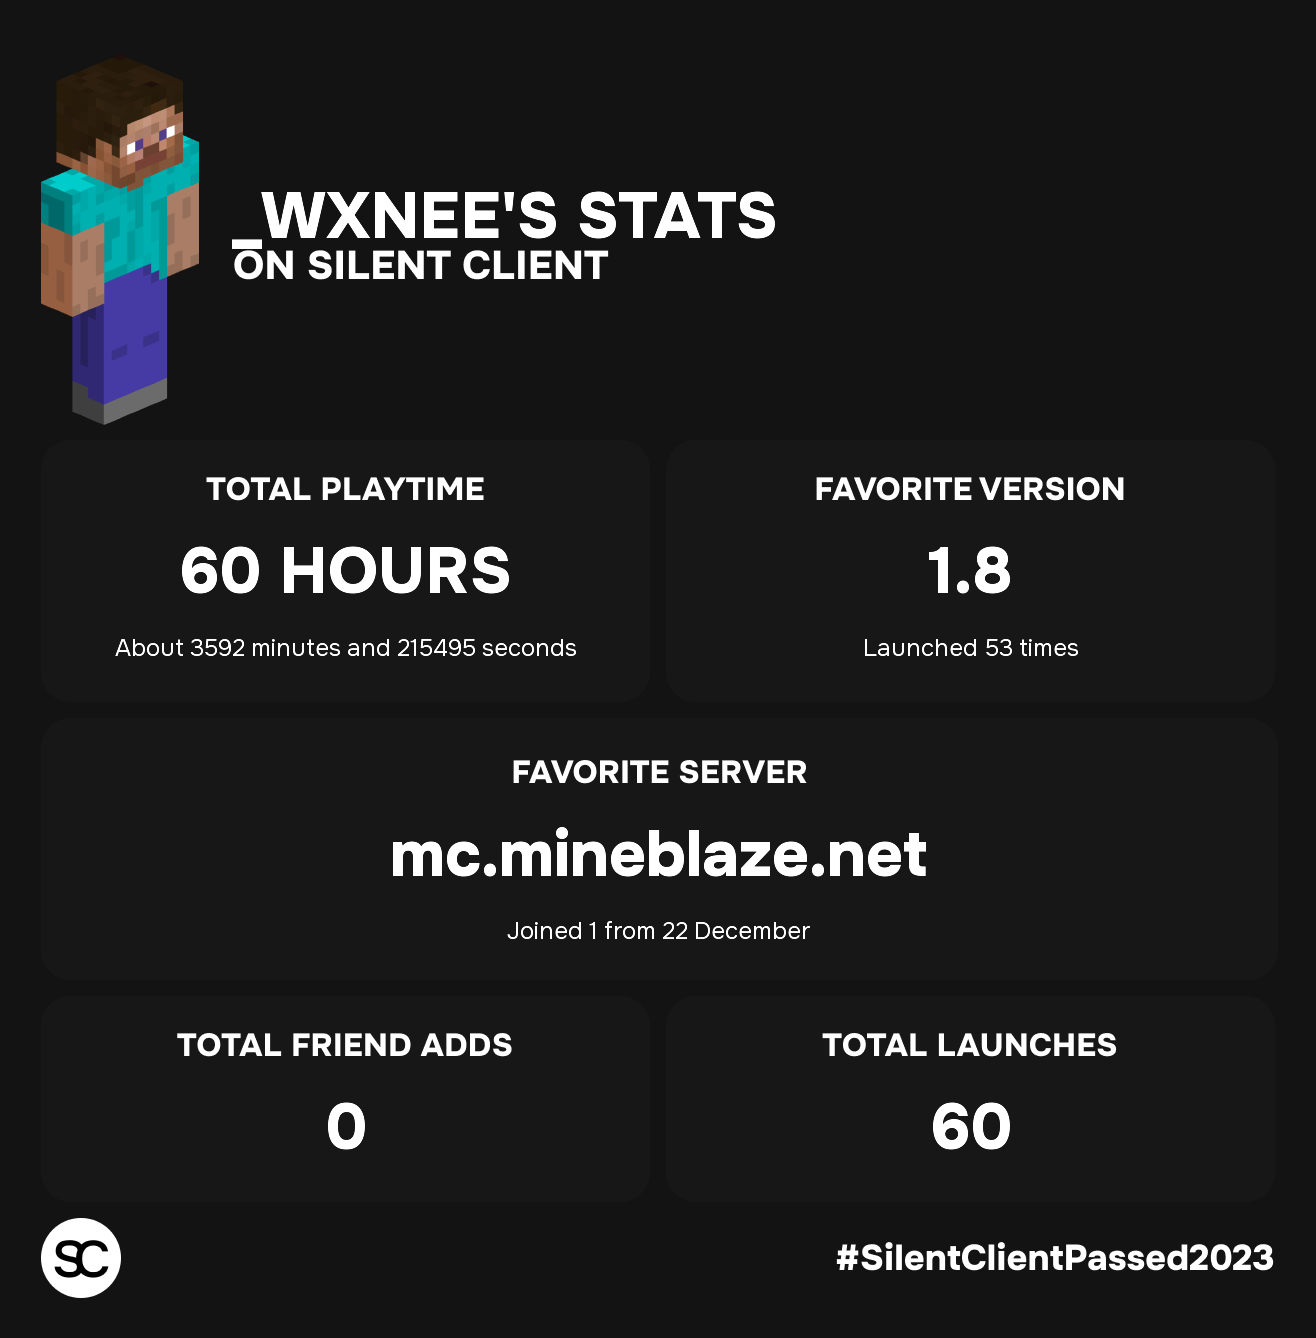 _WXNEE'S STATS
ON SILENT CLIENT
TOTAL PLAYTIME
60 HOURS
About 3592 minutes and 215495 seconds
FAVORITE VERSION
1.8
Launched 53 times
FAVORITE SERVER
mc.mineblaze.net
Joined 1 from 22 December
TOTAL FRIEND ADDS
0
TOTAL LAUNCHES
60
SC
#SilentClientPassed2023